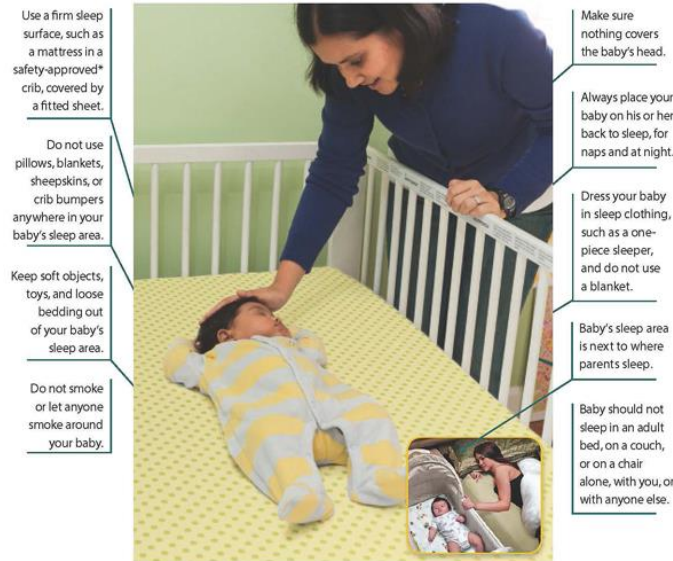 Use a firm sleep
surface, such as
a mattress in a
safety-approved*
crib, covered by
a fitted sheet.
Do not use
pillows, blankets,
sheepskins, or
crib bumpers
anywhere in your
baby's sleep area.
Keep soft objects,
toys, and loose
bedding out
of your baby's
sleep area.
Do not smoke
or let anyone
smoke around
your baby.
Make sure
nothing covers
the baby's head.
Always place your
baby on his or her
back to sleep, for
naps and at night.
Dress your baby
in sleep clothing,
such as a one-
piece sleeper,
and do not use
a blanket.
Baby's sleep area
is next to where
parents sleep.
Baby should not
sleep in an adult
bed, on a couch,
or on a chair
alone, with you, or
with anyone else.